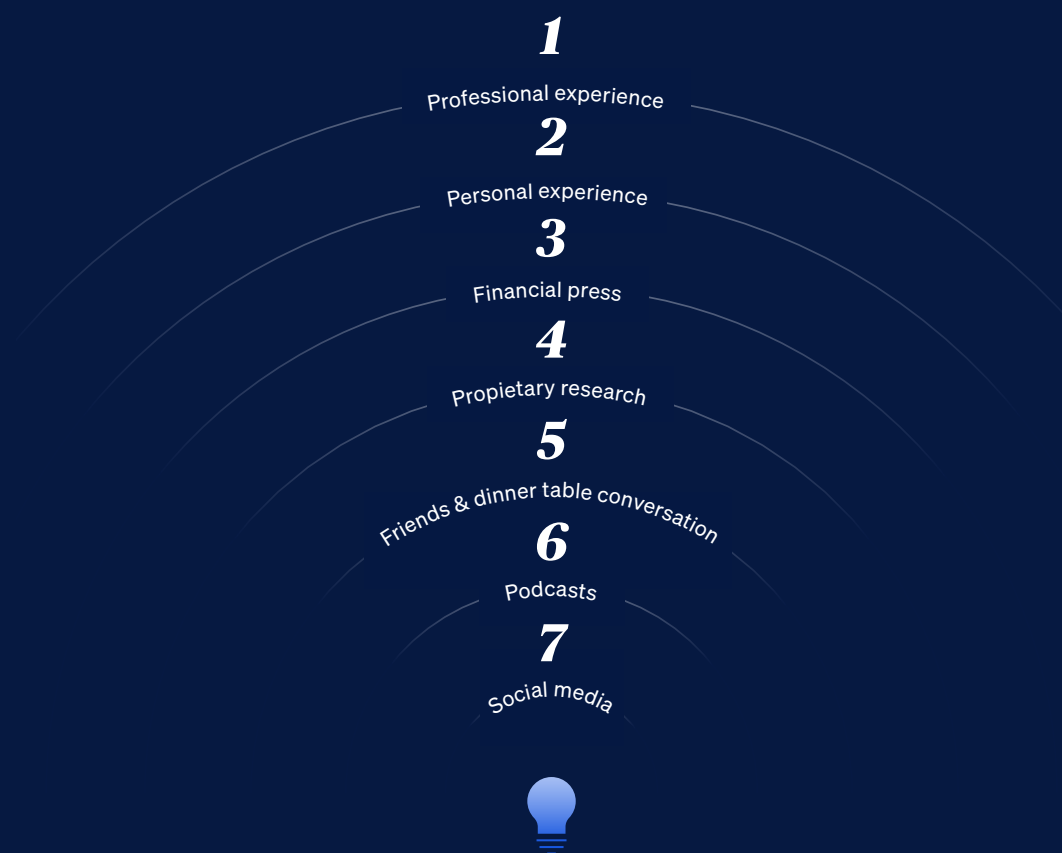 1
Professional experience
2
Personal experience
3
Financial press
4
Propietary research
5
Friends & dinner table conversation
6
Podcasts
7
Social media